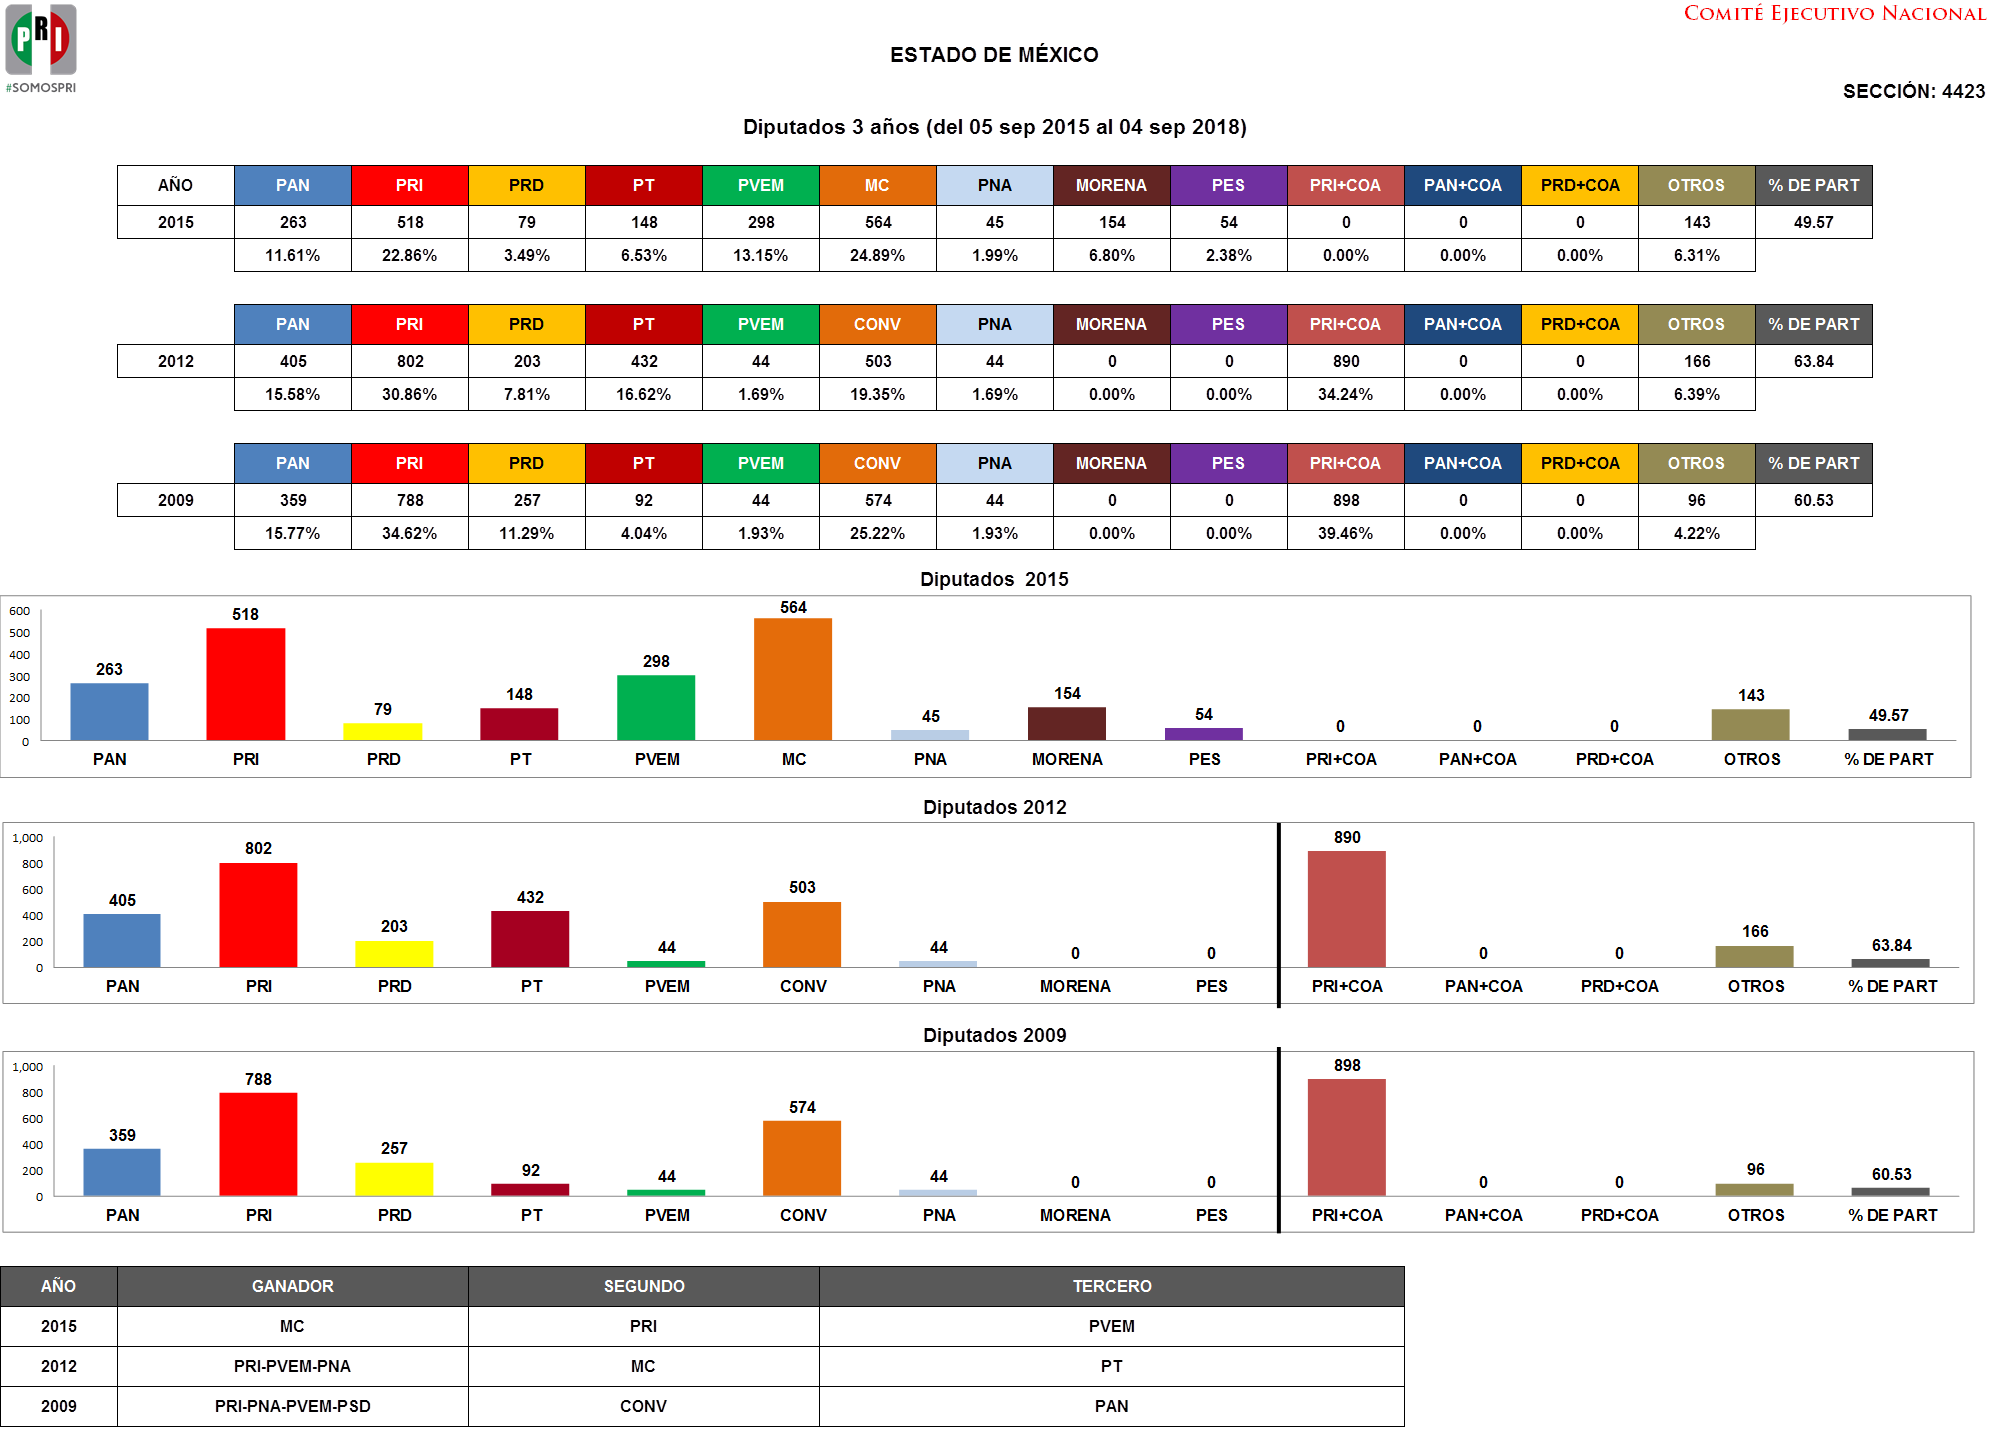 PRI
#SOMOSPRI
COMITÉ EJECUTIVO NACIONAL
ESTADO DE MÉXICO
SECCIÓN: 4423
Diputados 3 años (del 05 sep 2015 al 04 sep 2018)
AÑO PAN PRI PRD PT PVEM MC PNA MORENA PES PRI+COA PAN+COA PRD+COA OTROS % DE PART
2015 263 518 79 148 298 564 45 154 54 0 0 0 143 49.57
11.61% 22.86% 3.49% 6.53% 13.15% 24.89% 1.99% 6.80% 2.38% 0.00% 0.00% 0.00% 6.31%
PAN PRI PRD PT PVEM CONV PNA MORENA PES PRI+COA PAN+COA PRD+COA OTROS % DE PART
2012 405 802 203 432 44 503 44 0 0 890 0 0 166 63.84
15.58% 30.86% 7.81% 16.62% 1.69% 19.35% 1.69% 0.00% 0.00% 34.24% 0.00% 0.00% 6.39%
PAN PRI PRD PT PVEM CONV PNA MORENA PES PRI+COA PAN+COA PRD+COA OTROS % DE PART
2009 359 788 257 92 44 574 44 0 0 898 0 0 96 60.53
15.77% 34.62% 11.29% 4.04% 1.93% 25.22% 1.93% 0.00% 0.00% 39.46% 0.00% 0.00% 4.22%
Diputados 2015
600
500
400
300
200
100
0
263 518 79 148 298 564 45 154 54 0 0 0 143 49.57
PAN PRI PRD PT PVEM MC PNA MORENA PES PRI+COA PAN+COA PRD+COA OTROS % DE PART
Diputados 2012
1,000
800
600
400
200
0
405 802 203 432 44 503 44 0 0 890 0 0 166 63.84
PAN PRI PRD PT PVEM CONV PNA MORENA PES PRI+COA PAN+COA PRD+COA OTROS % DE PART
Diputados 2009
1,000
800
600
400
200
0
359 788 257 92 44 574 44 0 0 898 0 0 96 60.53
PAN PRI PRD PT PVEM CONV PNA MORENA PES PRI+COA PAN+COA PRD+COA OTROS % DE PART
AÑO GANADOR SEGUNDO TERCERO
2015 MC PRI PVEM
2012 PRI-PVEM-PNA MC PT
2009 PRI-PNA-PVEM-PSD CONV PAN